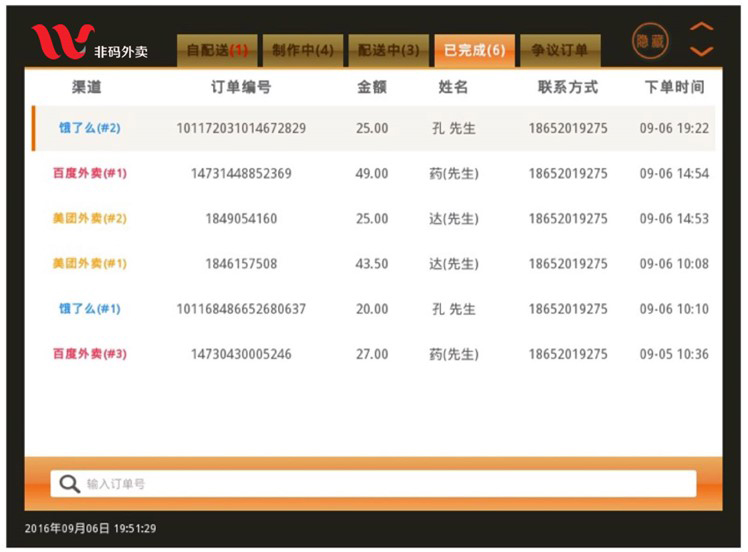 非码外卖 自配送(1) 制作中(4) 配送中(3) 已完成(6) 争议订单 隐藏
渠道 订单编号 金额 姓名 联系方式 下单时间
饿了么(#2) 101172031014672829 25.00 孔 先生 18652019275 09-06 19:22
百度外卖(#1) 14731448852369 49.00 药(先生) 18652019275 09-06 14:54
美团外卖(#2) 1849054160 25.00 达(先生) 18652019275 09-06 14:53
美团外卖(#1) 1846157508 43.50 达(先生) 18652019275 09-06 10:08
饿了么(#1) 101168486652680637 20.00 孔 先生 18652019275 09-06 10:10
百度外卖(#3) 14730430005246 27.00 药(先生) 18652019275 09-05 10:36
输入订单号
2016年09月06日 19:51:29